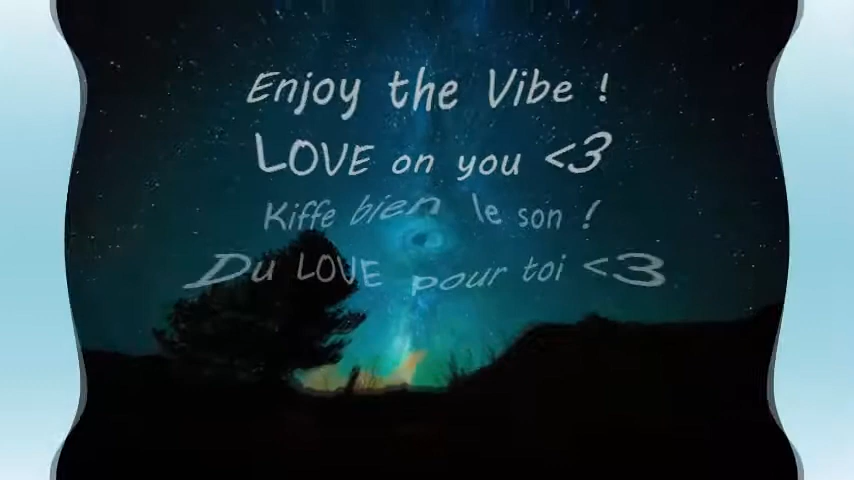 Enjoy the Vibe !
LOVE on you <3
Kiffe bien le son !
Du LOVE pour toi <3